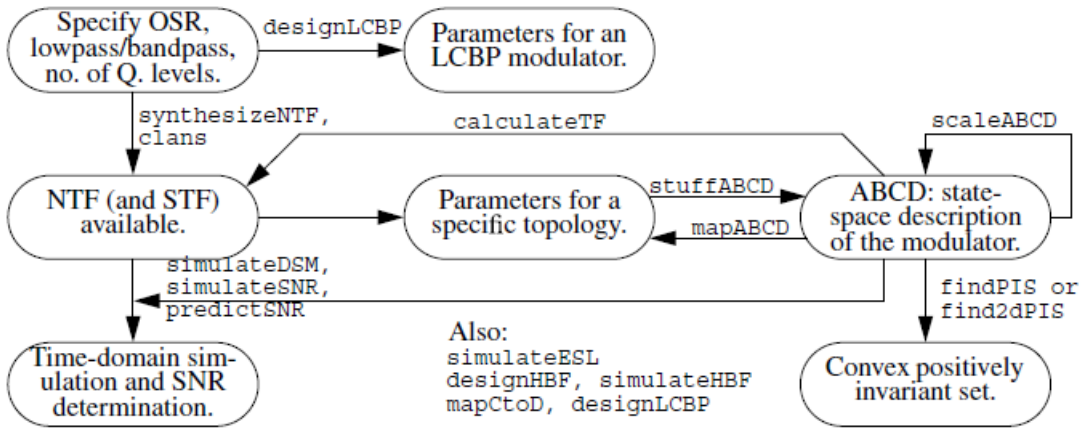 Specify OSR,
lowpass/bandpass,
no. of Q. levels.
designLCBP
Parameters for an
LCBP modulator.
synthesizeNTF,
clans
calculateTF
scaleABCD
NTF (and STF)
available.
Parameters for a
specific topology.
stuffABCD
mapABCD
ABCD: state-
space description
of the modulator.
simulateDSM,
simulateSNR,
predictSNR
findPIS or
find2dPIS
Time-domain sim-
ulation and SNR
determination.
Also:
simulateESL
designHBF, simulateHBF
mapCtoD, designLCBP
Convex positively
invariant set.